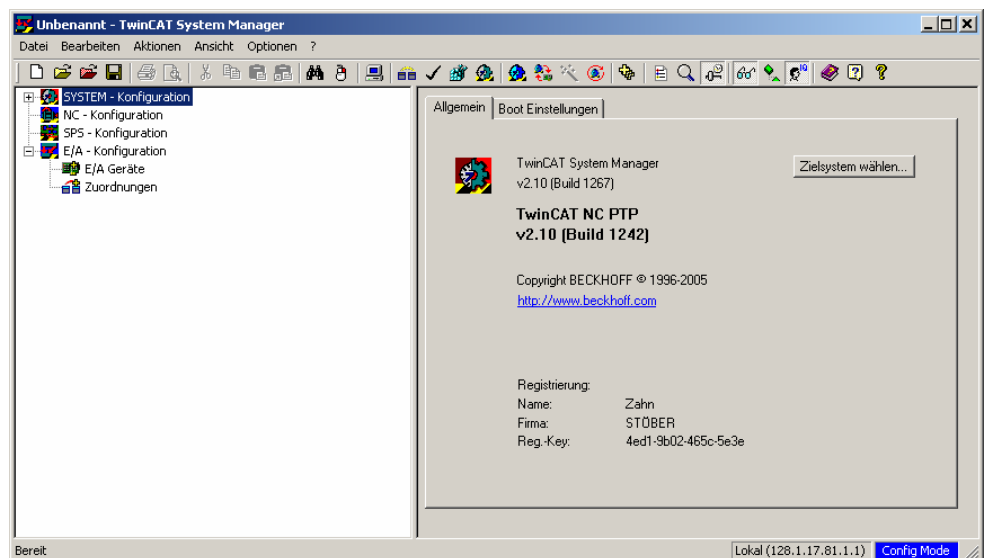 Unbenannt - TwinCAT System Manager
Datei Bearbeiten Aktionen Ansicht Optionen ?
SYSTEM - Konfiguration
NC - Konfiguration
SPS - Konfiguration
E/A - Konfiguration
E/A Geräte
Zuordnungen
Allgemein Boot Einstellungen
TwinCAT System Manager
v2.10 (Build 1267)
Zielsystem wählen...
TwinCAT NC PTP
v2.10 (Build 1242)
Copyright BECKHOFF © 1996-2005
http://www.beckhoff.com
Registrierung:
Name: Zahn
Firma: STÖBER
Reg.-Key: 4ed1-9b02-465c-5e3e
Bereit
Lokal (128.1.17.81.1.1) Config Mode